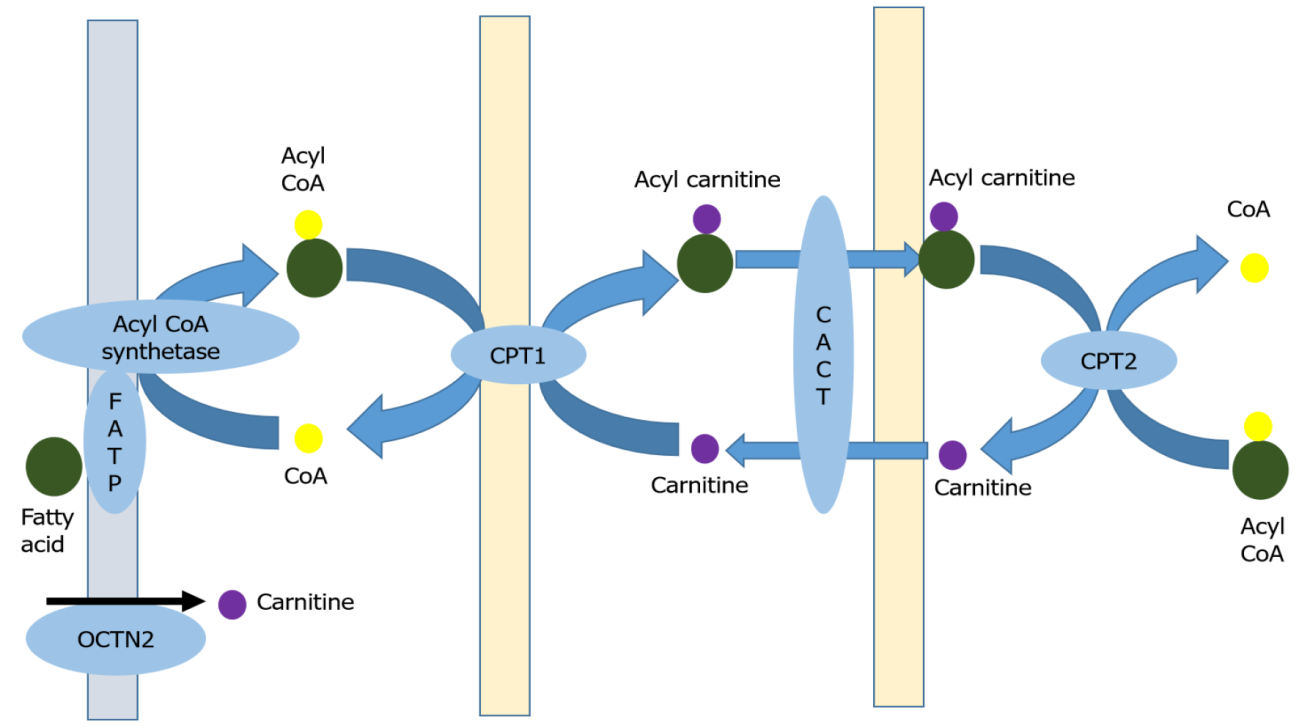 Acyl
CoA
Acyl carnitine
Acyl carnitine
CoA
Acyl CoA
synthetase
CPT1
C
A
C
T
CPT2
F
A
T
P
CoA
Carnitine
Carnitine
Fatty
acid
Acyl
CoA
Carnitine
OCTN2